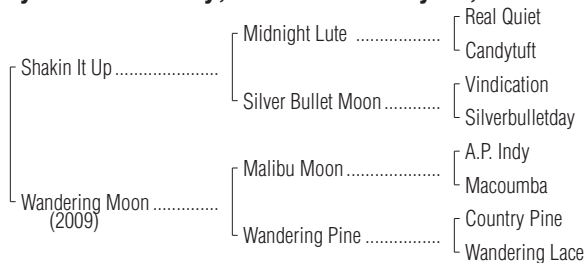 Real Quiet
Midnight Lute ..................
Candytuft
Shakin It Up ......................
Vindication
Silver Bullet Moon ............
Silverbulletday
A.P. Indy
Malibu Moon ....................
Macoumba
Wandering Moon ..............
(2009)
Country Pine
Wandering Pine ................
Wandering Lace